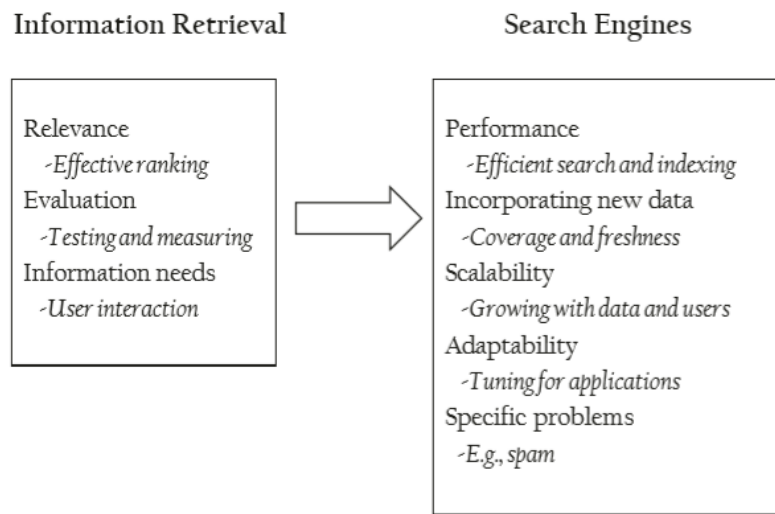 Information Retrieval
Relevance
-Effective ranking
Evaluation
-Testing and measuring
Information needs
-User interaction
Search Engines
Performance
-Efficient search and indexing
Incorporating new data
-Coverage and freshness
Scalability
-Growing with data and users
Adaptability
-Tuning for applications
Specific problems
-E.g., spam